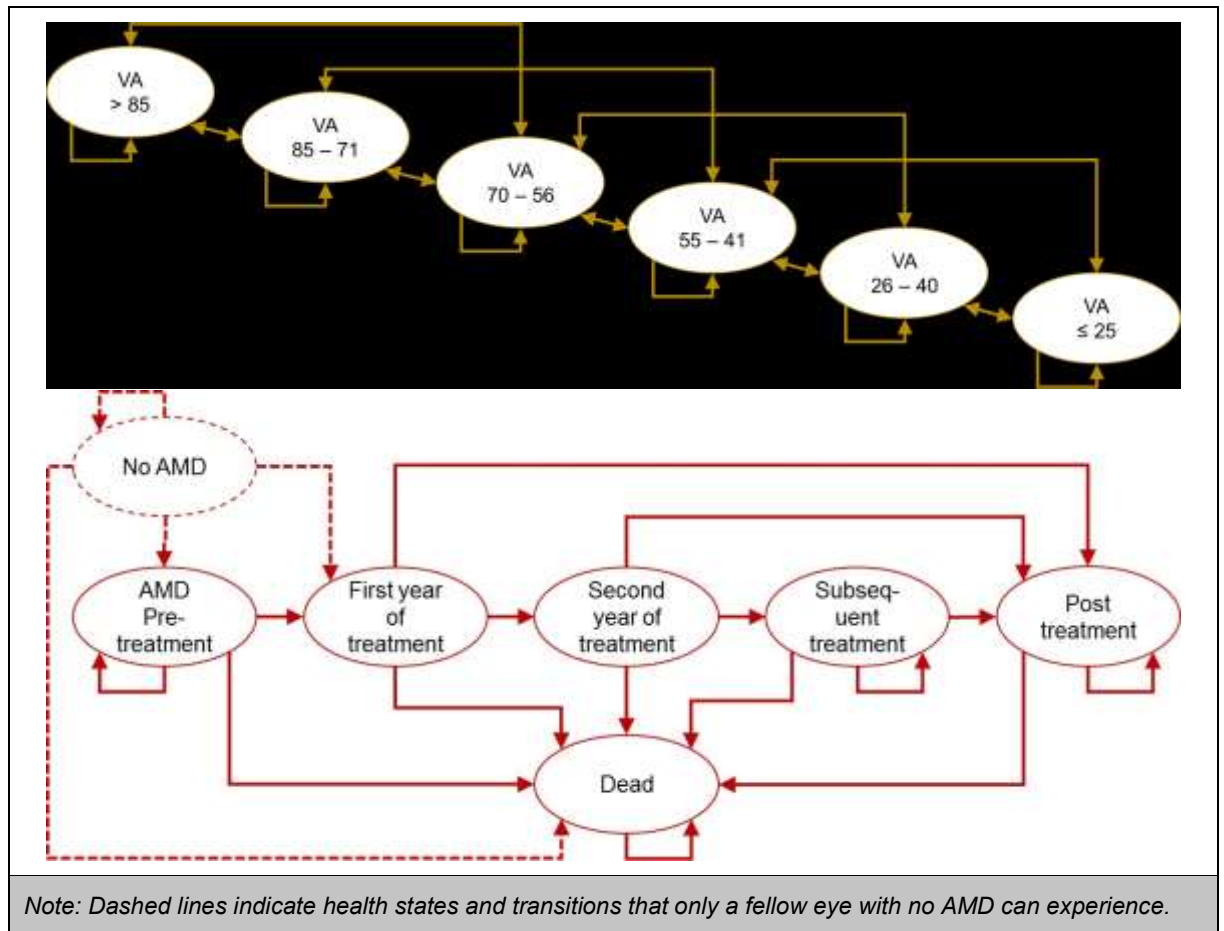 VA
> 85
VA
85 – 71
VA
70 – 56
VA
55 – 41
VA
26 – 40
VA
≤ 25
No AMD
AMD
Pre-
treatment
First year
of
treatment
Second
year of
treatment
Subseq-
uent
treatment
Post
treatment
Dead
Note: Dashed lines indicate health states and transitions that only a fellow eye with no AMD can experience.